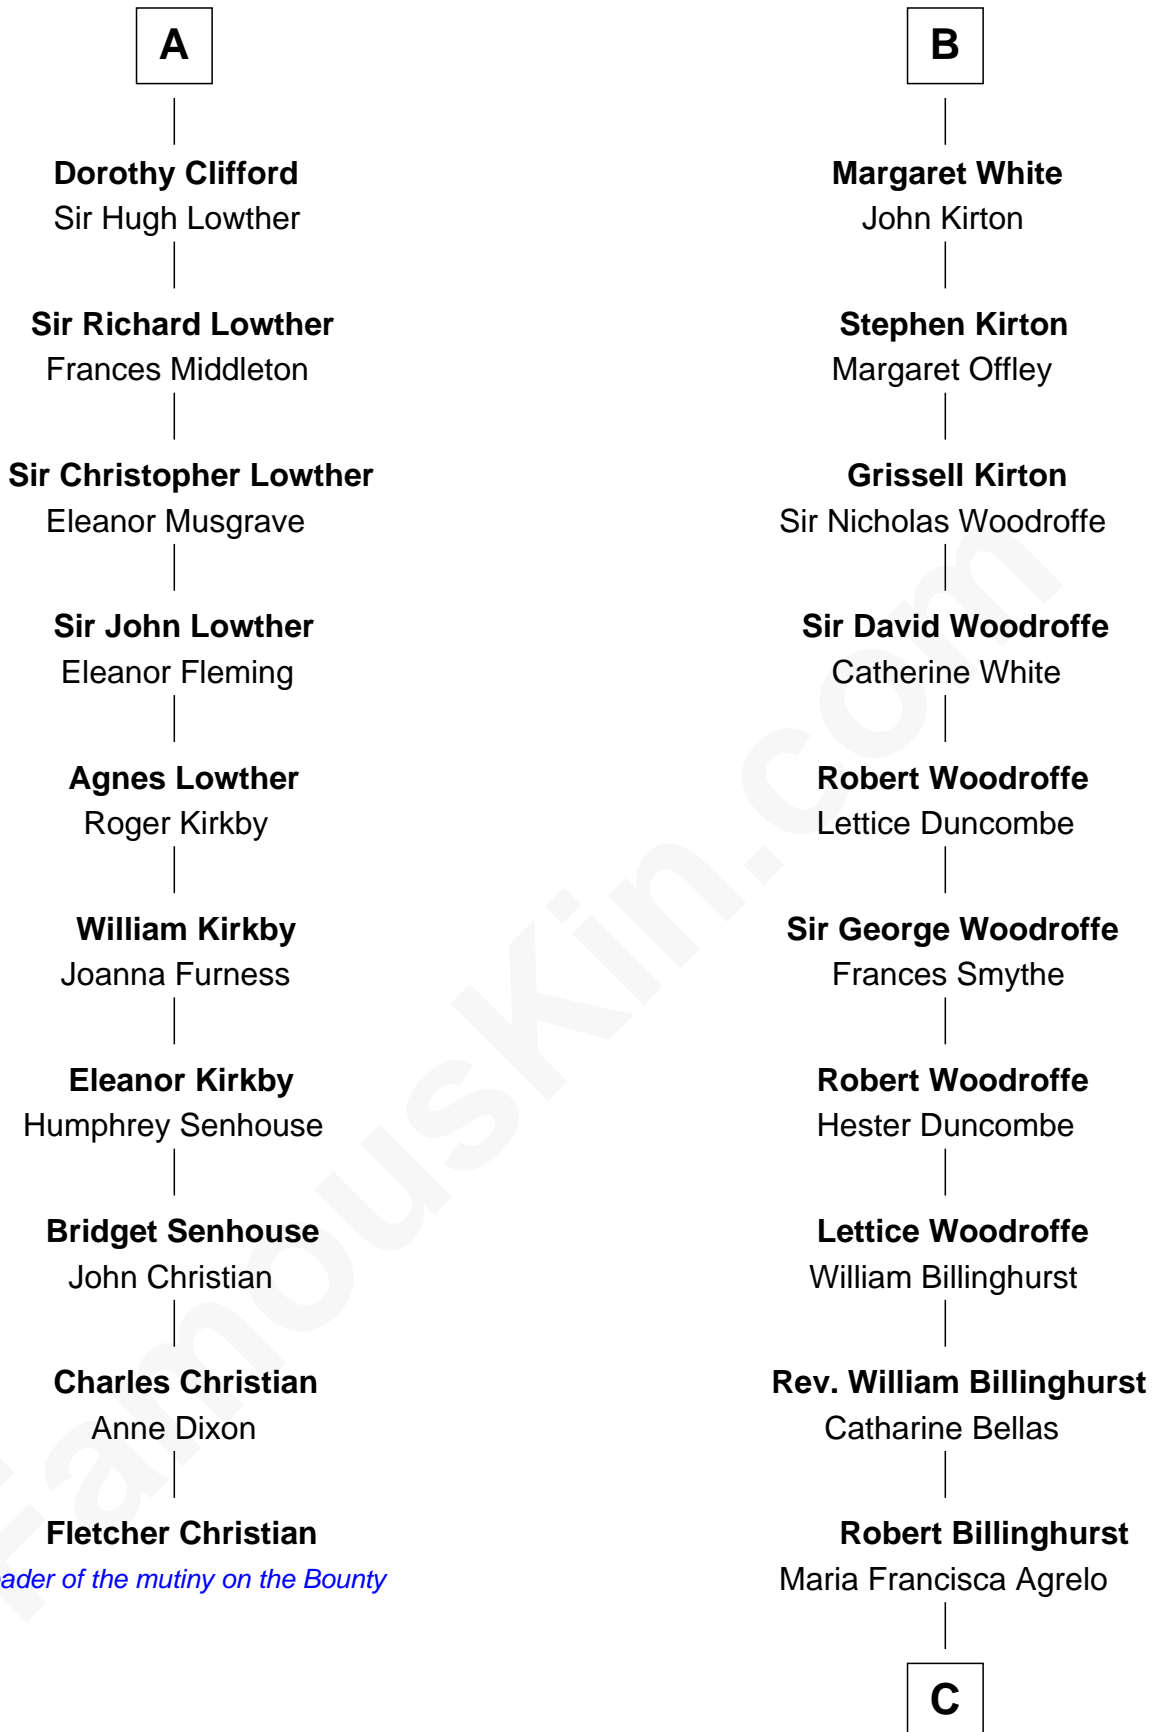 A
Dorothy Clifford
Sir Hugh Lowther
Sir Richard Lowther
Frances Middleton
Sir Christopher Lowther
Eleanor Musgrave
Sir John Lowther
Eleanor Fleming
Agnes Lowther
Roger Kirkby
William Kirkby
Joanna Furness
Eleanor Kirkby
Humphrey Senhouse
Bridget Senhouse
John Christian
Charles Christian
Anne Dixon
Fletcher Christian
ader of the mutiny on the Bounty
B
Margaret White
John Kirton
Stephen Kirton
Margaret Offley
Grissell Kirton
Sir Nicholas Woodroffe
Sir David Woodroffe
Catherine White
Robert Woodroffe
Lettice Duncombe
Sir George Woodroffe
Frances Smythe
Robert Woodroffe
Hester Duncombe
Lettice Woodroffe
William Billinghurst
Rev. William Billinghurst
Catharine Bellas
Robert Billinghurst
Maria Francisca Agrelo
C
FamousKin.com